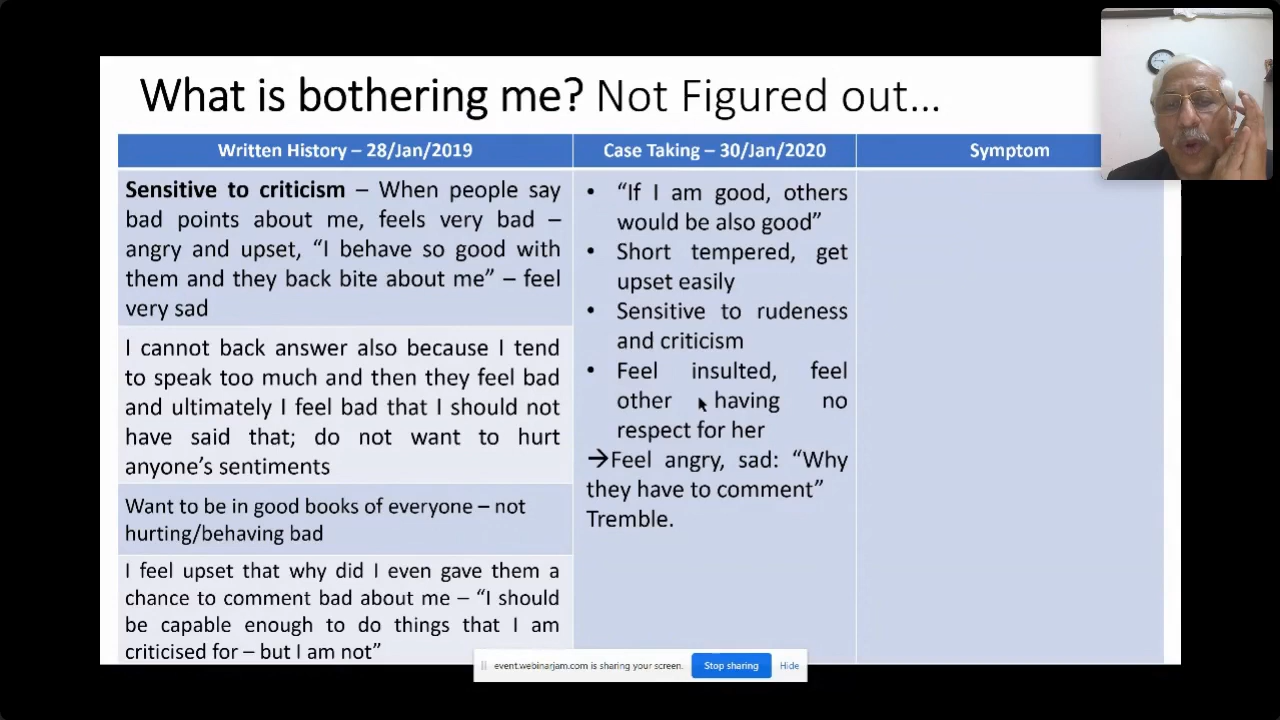 What is bothering me? Not Figured out...
Written History – 28/Jan/2019
Case Taking – 30/Jan/2020
Symptom
Sensitive to criticism – When people say
bad points about me, feels very bad –
angry and upset, “I behave so good with
them and they back bite about me” – feel
very sad
I cannot back answer also because I tend
to speak too much and then they feel bad
and ultimately I feel bad that I should not
have said that; do not want to hurt
anyone’s sentiments
Want to be in good books of everyone – not
hurting/behaving bad
I feel upset that why did I even gave them a
chance to comment bad about me – “I should
be capable enough to do things that I am
criticised for – but I am not”
• “If I am good, others
would be also good”
• Short tempered, get
upset easily
• Sensitive to rudeness
and criticism
• Feel insulted, feel
other having no
respect for her
→Feel angry, sad: “Why
they have to comment”
Tremble.
event.webinarjam.com is sharing your screen.
Stop sharing
Hide